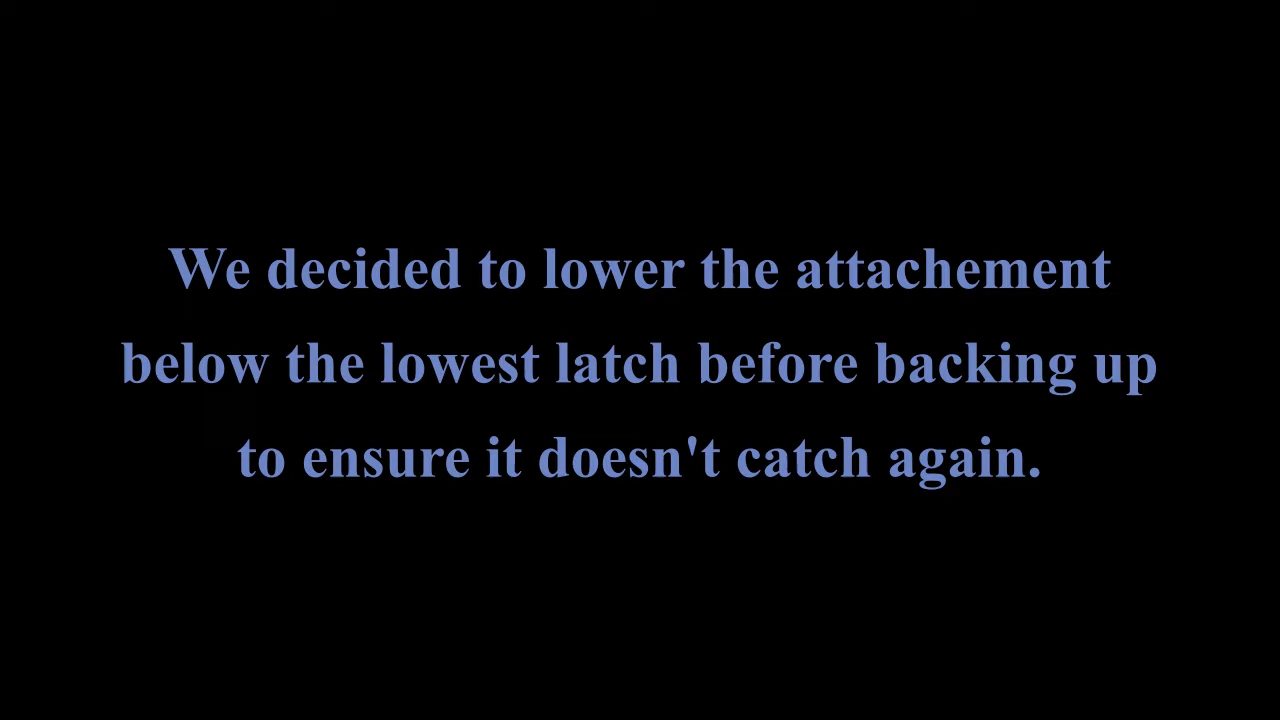 We decided to lower the attachement
below the lowest latch before backing up
to ensure it doesn't catch again.